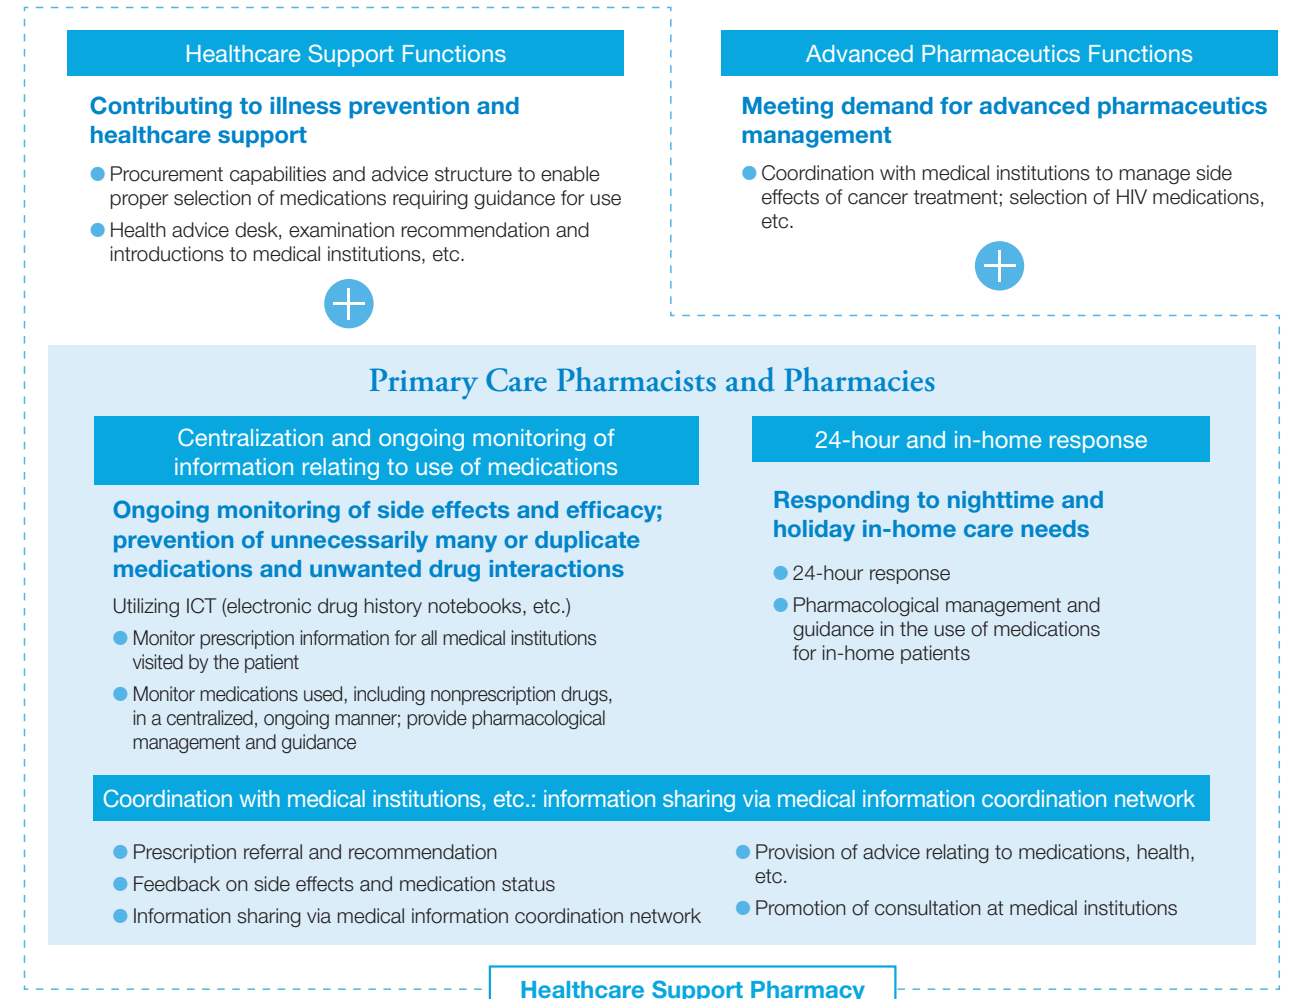 Healthcare Support Functions
Contributing to illness prevention and
healthcare support
● Procurement capabilities and advice structure to enable
proper selection of medications requiring guidance for use
● Health advice desk, examination recommendation and
introductions to medical institutions, etc.
Advanced Pharmaceutics Functions
Meeting demand for advanced pharmaceutics
management
● Coordination with medical institutions to manage side
effects of cancer treatment; selection of HIV medications,
etc.
Primary Care Pharmacists and Pharmacies
Centralization and ongoing monitoring of
information relating to use of medications
Ongoing monitoring of side effects and efficacy;
prevention of unnecessarily many or duplicate
medications and unwanted drug interactions
Utilizing ICT (electronic drug history notebooks, etc.)
● Monitor prescription information for all medical institutions
visited by the patient
● Monitor medications used, including nonprescription drugs,
in a centralized, ongoing manner; provide pharmacological
management and guidance
24-hour and in-home response
Responding to nighttime and
holiday in-home care needs
● 24-hour response
● Pharmacological management and
guidance in the use of medications
for in-home patients
Coordination with medical institutions, etc.: information sharing via medical information coordination network
● Prescription referral and recommendation
● Feedback on side effects and medication status
● Information sharing via medical information coordination network
● Provision of advice relating to medications, health,
etc.
● Promotion of consultation at medical institutions
Healthcare Support Pharmacy